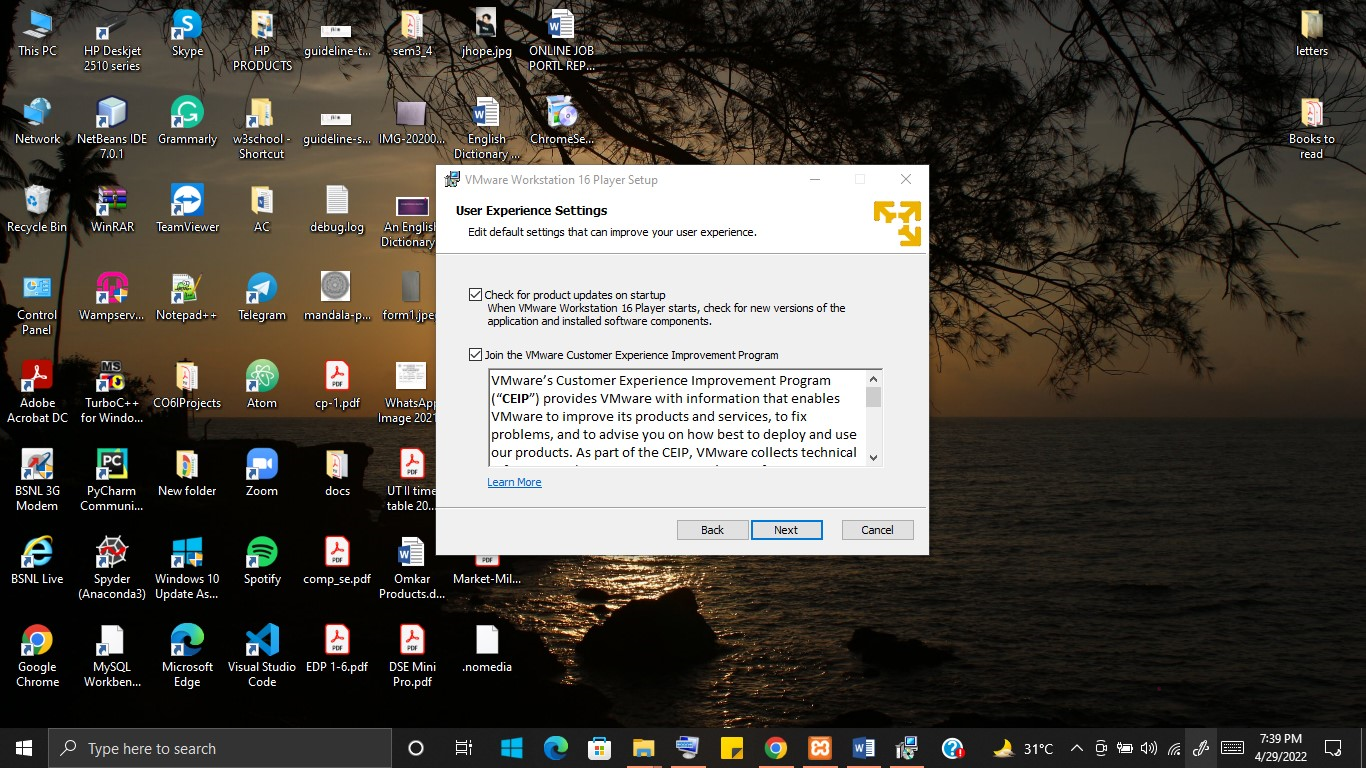 This PC
HP Deskjet
2510 series
Skype
HP
PRODUCTS
guideline-t...
sem3_4
jhope.jpg
ONLINE JOB
PORTL REP...
letters
Network
NetBeans IDE
7.0.1
Grammarly
w3school -
Shortcut
guideline-s...
IMG-20200...
English
Dictionary ...
ChromeSe...
Books to
read
Recycle Bin
WinRAR
TeamViewer
AC
debug.log
An English
Dictionary
Control
Panel
Wampserv...
Notepad++
Telegram
mandala-p...
form1.jpeg
Adobe
Acrobat DC
TurboC++
for Windo...
CO6IProjects
Atom
cp-1.pdf
WhatsApp
Image 2021
BSNL 3G
Modem
PyCharm
Communi...
New folder
Zoom
docs
UT II time
table 20...
BSNL Live
Spyder
(Anaconda3)
Windows 10
Update As...
Spotify
comp_se.pdf
Omkar
Products.d...
Market-Mil...
Google
Chrome
MySQL
Workben...
Microsoft
Edge
Visual Studio
Code
EDP 1-6.pdf
DSE Mini
Pro.pdf
.nomedia
VMware Workstation 16 Player Setup
User Experience Settings
Edit default settings that can improve your user experience.
Check for product updates on startup
When VMware Workstation 16 Player starts, check for new versions of the
application and installed software components.
Join the VMware Customer Experience Improvement Program
VMware's Customer Experience Improvement Program
("CEIP") provides VMware with information that enables
VMware to improve its products and services, to fix
problems, and to advise you on how best to deploy and use
our products. As part of the CEIP, VMware collects technical
Learn More
Back
Next
Cancel
Type here to search
31°C
7:39 PM
4/29/2022